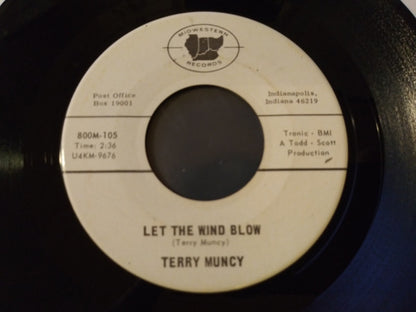 MIDWESTERN
RECORDS
Post Office
Box 19001
Indianapolis,
Indiana 46219
800M-105
Time: 2:36
U4KM-9676
Tronic - BMI
A Todd - Scott
Production
LET THE WIND BLOW
(Terry Muncy)
TERRY MUNCY